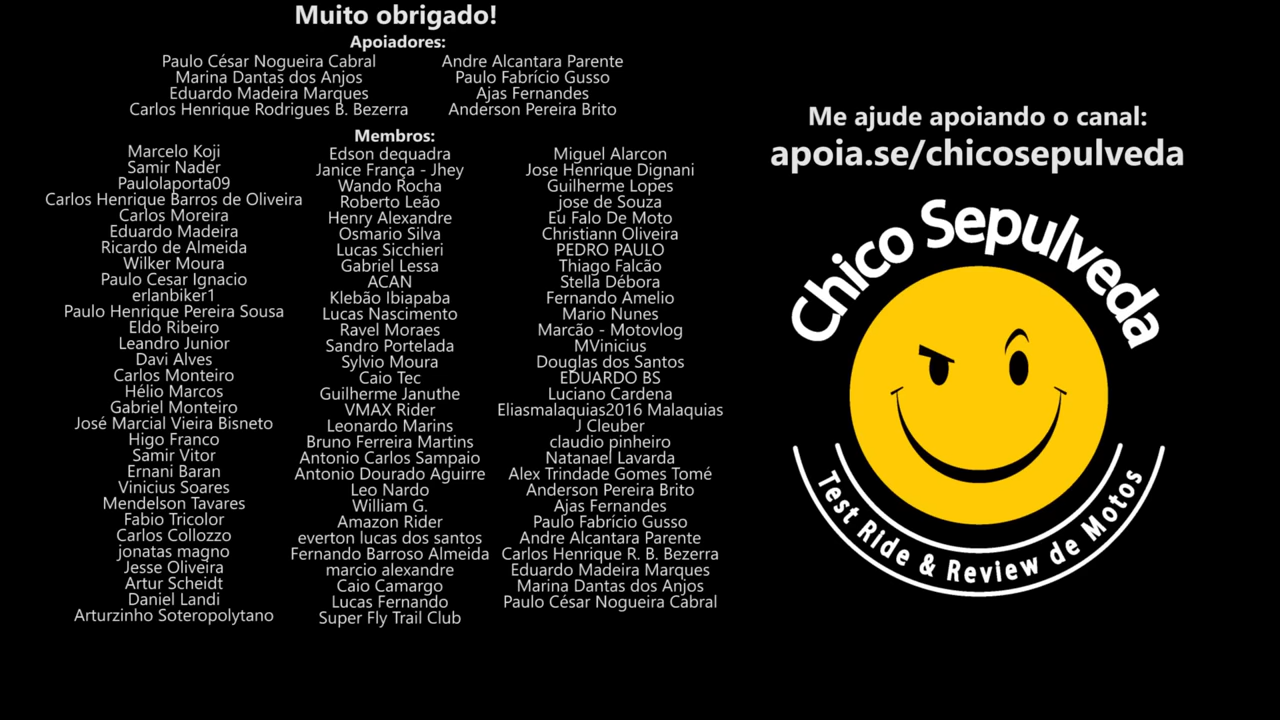 Muito obrigado!
Apoiadores:
Paulo César Nogueira Cabral
Marina Dantas dos Anjos
Eduardo Madeira Marques
Carlos Henrique Rodrigues B. Bezerra
Andre Alcantara Parente
Paulo Fabrício Gusso
Ajas Fernandes
Anderson Pereira Brito
Membros:
Marcelo Koji
Samir Nader
Paulolaporta09
Carlos Henrique Barros de Oliveira
Carlos Moreira
Eduardo Madeira
Ricardo de Almeida
Wilker Moura
Paulo Cesar Ignacio
erlanbiker1
Paulo Henrique Pereira Sousa
Eldo Ribeiro
Leandro Junior
Davi Alves
Carlos Monteiro
Hélio Marcos
Gabriel Monteiro
José Marcial Vieira Bisneto
Higo Franco
Samir Vitor
Ernani Baran
Vinicius Soares
Mendelson Tavares
Fabio Tricolor
Carlos Collozzo
jonatas magno
Jesse Oliveira
Artur Scheidt
Daniel Landi
Arturzinho Soteropolytano
Edson dequadra
Janice França - Jhey
Wando Rocha
Roberto Leão
Henry Alexandre
Osmario Silva
Lucas Sicchieri
Gabriel Lessa
ACAN
Klebão Ibiapaba
Lucas Nascimento
Ravel Moraes
Sandro Portelada
Sylvio Moura
Caio Tec
Guilherme Januthe
VMAX Rider
Leonardo Marins
Bruno Ferreira Martins
Antonio Carlos Sampaio
Antonio Dourado Aguirre
Leo Nardo
William G.
Amazon Rider
everton lucas dos santos
Fernando Barroso Almeida
marcio alexandre
Caio Camargo
Lucas Fernando
Super Fly Trail Club
Miguel Alarcon
Jose Henrique Dignani
Guilherme Lopes
jose de Souza
Eu Falo De Moto
Christiann Oliveira
PEDRO PAULO
Thiago Falcão
Stella Débora
Fernando Amelio
Mario Nunes
Marcão - Motovlog
MVinicius
Douglas dos Santos
EDUARDO BS
Luciano Cardena
Eliasmalaquias2016 Malaquias
J Cleuber
claudio pinheiro
Natanael Lavarda
Alex Trindade Gomes Tomé
Anderson Pereira Brito
Ajas Fernandes
Paulo Fabrício Gusso
Andre Alcantara Parente
Carlos Henrique R. B. Bezerra
Eduardo Madeira Marques
Marina Dantas dos Anjos
Paulo César Nogueira Cabral
Me ajude apoiando o canal:
apoia.se/chicosepulveda
Chico Sepulveda
Test Ride & Review de Motos